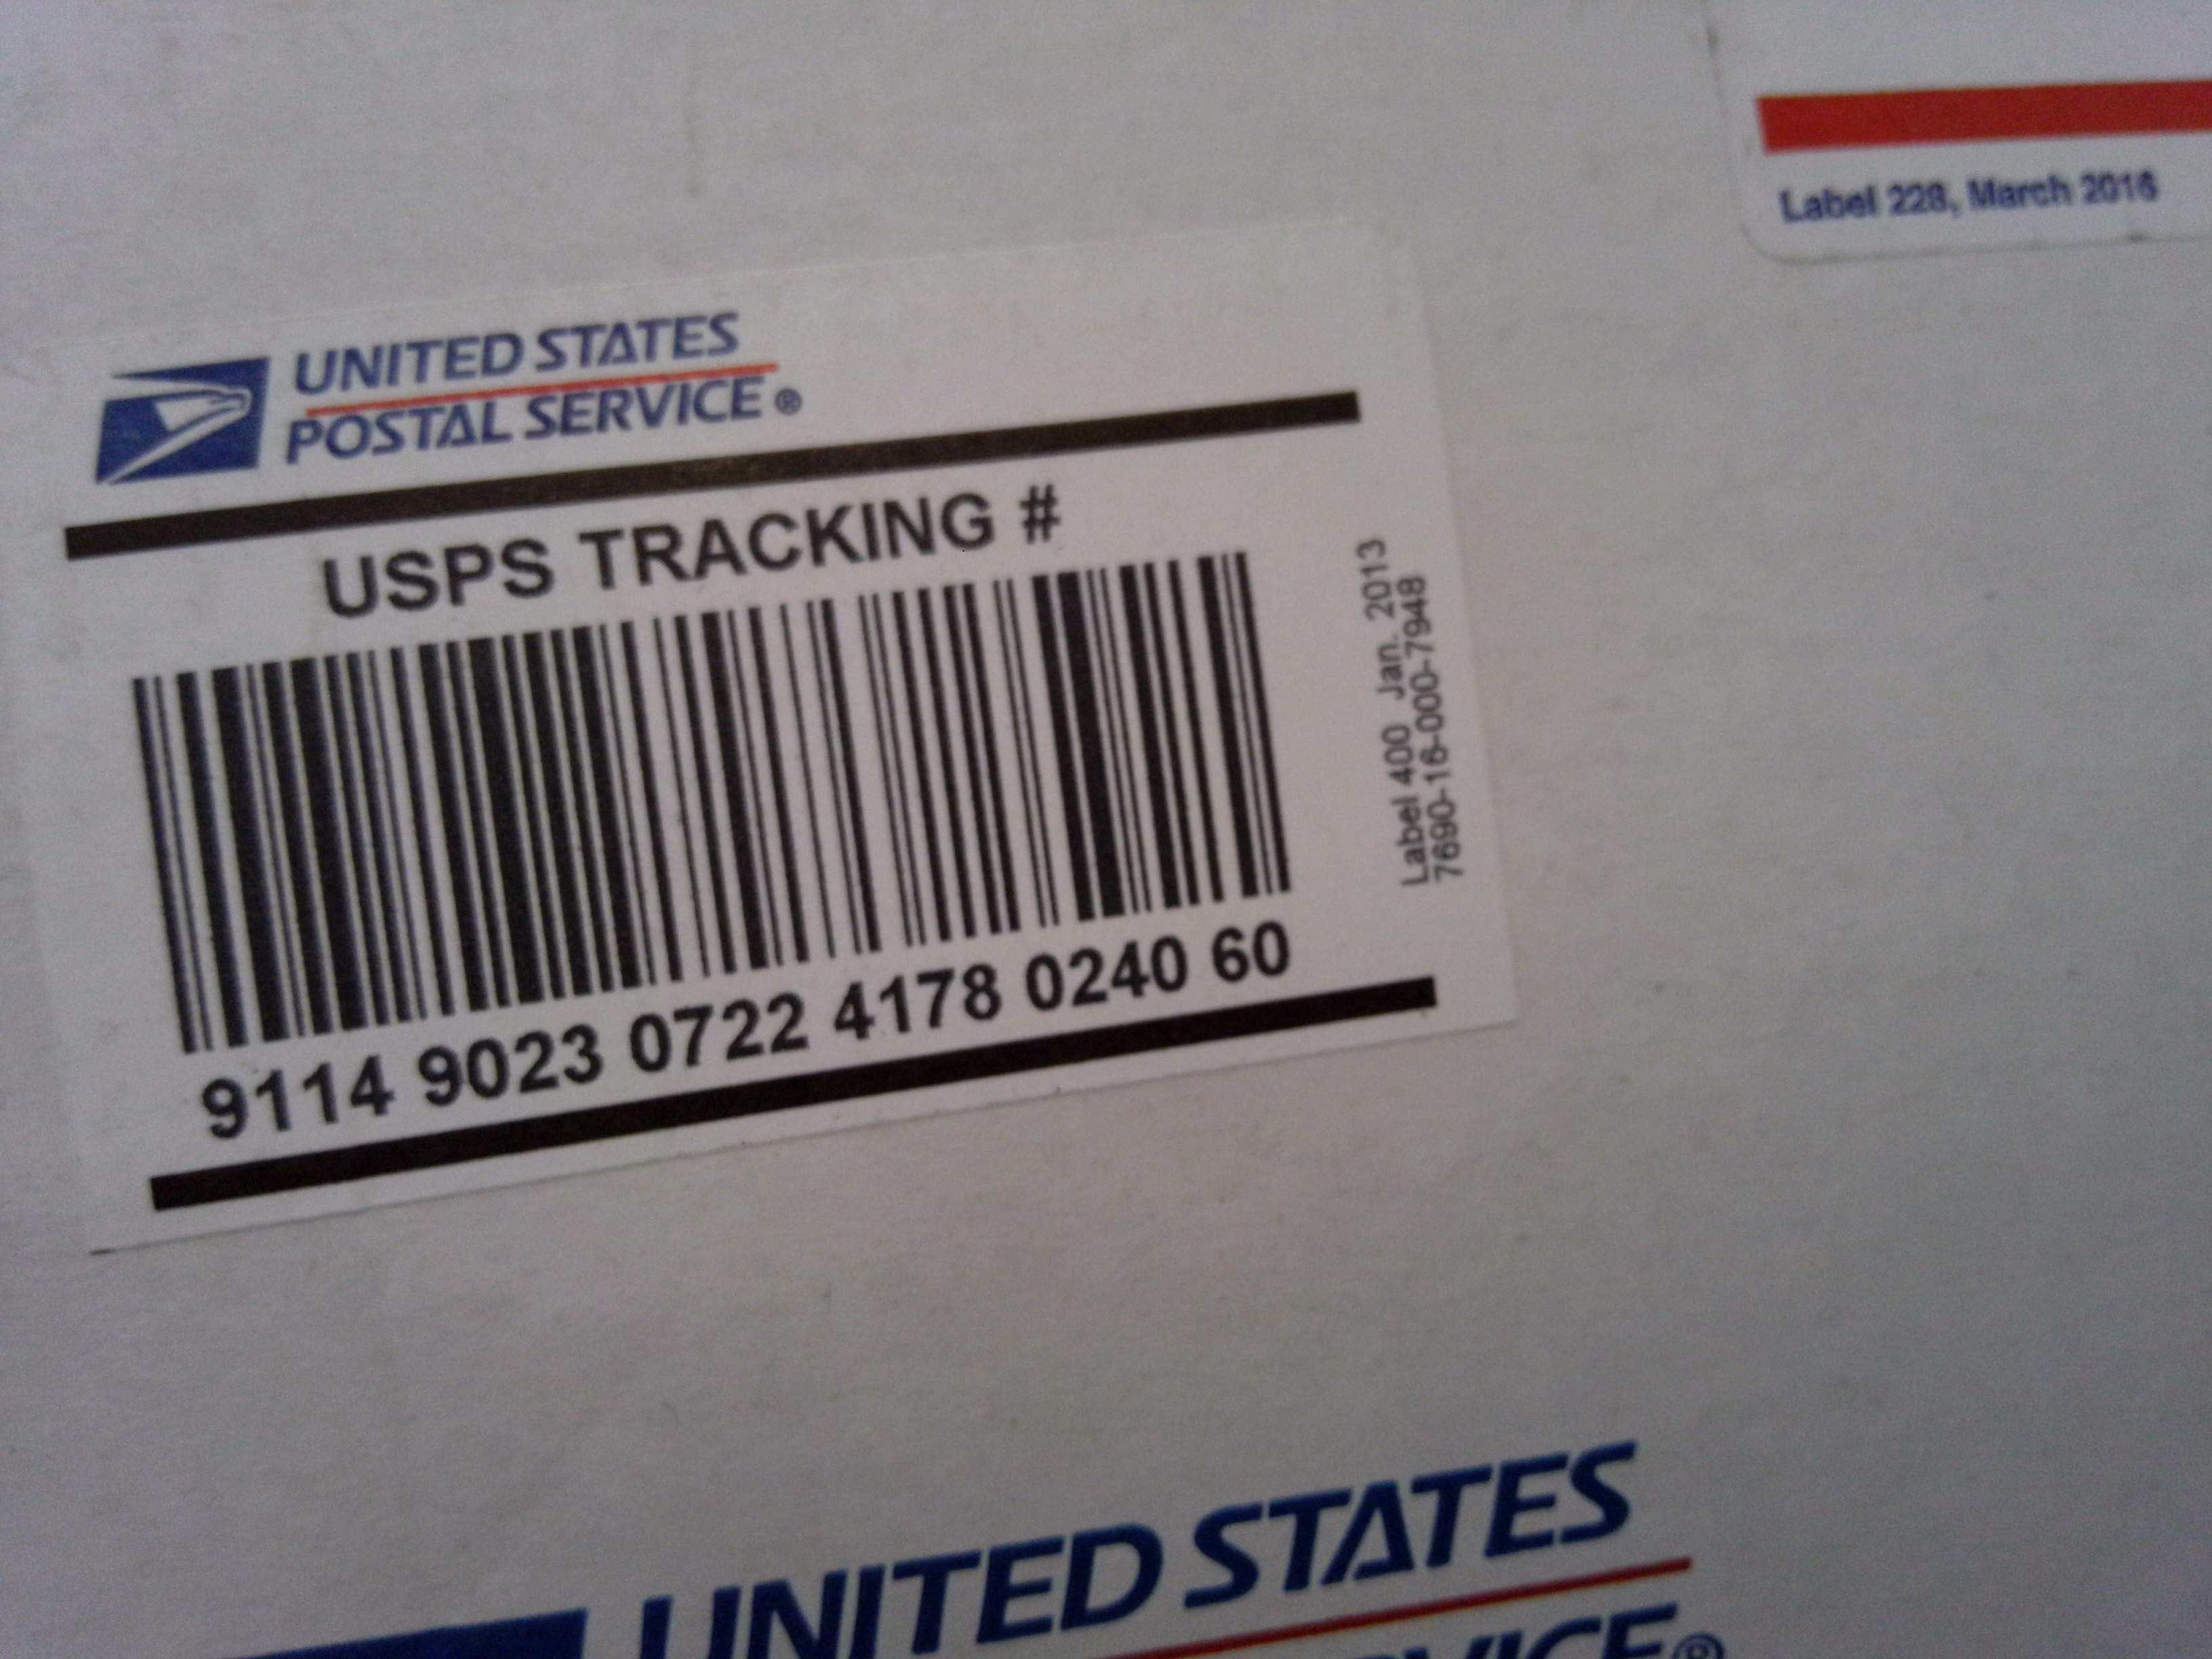 Label 228, March 2016
UNITED STATES
POSTAL SERVICE®
USPS TRACKING #
Label 400 Jan. 2013
7690-16-000-7948
9114 9023 0722 4178 0240 60
UNITED STATES
SERVICE®